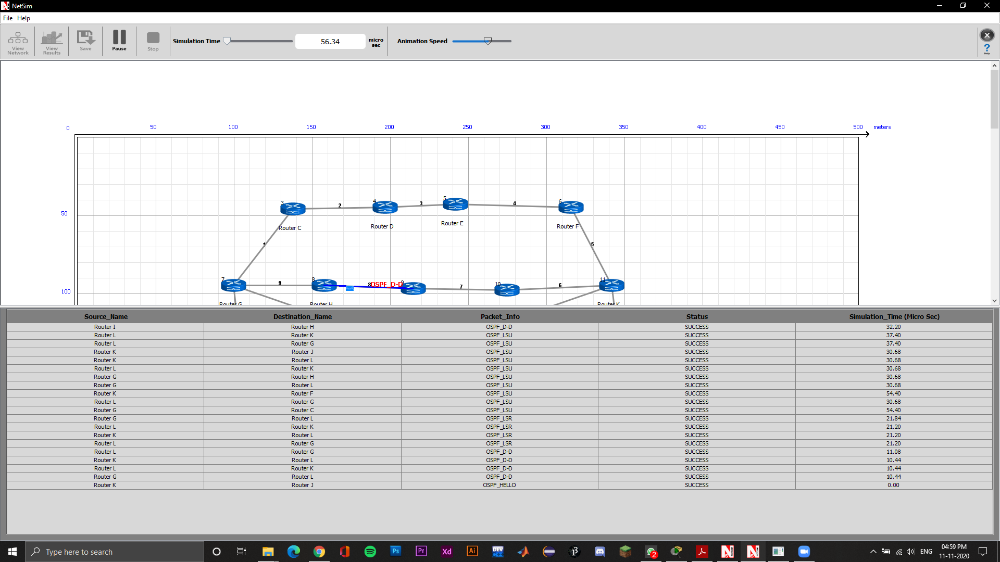 NetSim
File Help
View Network
View Results
Save
Pause
Stop
Simulation Time
56.34
micro sec
Animation Speed
Help
0 50 100 150 200 250 300 350 400 450 500 meters
50
100
3
Router C
2
4
Router D
3
5
Router E
4
6
Router F
1
5
7
Router G
9
8
Router H
8
OSPF_D-D
9
7
10
6
11
Router K
Source_Name Destination_Name Packet_Info Status Simulation_Time (Micro Sec)
Router I Router H OSPF_D-D SUCCESS 32.20
Router L Router K OSPF_LSU SUCCESS 37.40
Router L Router G OSPF_LSU SUCCESS 37.40
Router K Router J OSPF_LSU SUCCESS 30.68
Router K Router L OSPF_LSU SUCCESS 30.68
Router L Router K OSPF_LSU SUCCESS 30.68
Router G Router H OSPF_LSU SUCCESS 30.68
Router G Router L OSPF_LSU SUCCESS 30.68
Router K Router F OSPF_LSU SUCCESS 54.40
Router L Router G OSPF_LSU SUCCESS 30.68
Router G Router C OSPF_LSU SUCCESS 54.40
Router G Router L OSPF_LSR SUCCESS 21.84
Router L Router K OSPF_LSR SUCCESS 21.20
Router K Router L OSPF_LSR SUCCESS 21.20
Router L Router G OSPF_LSR SUCCESS 21.20
Router L Router G OSPF_D-D SUCCESS 11.08
Router K Router L OSPF_D-D SUCCESS 10.44
Router L Router K OSPF_D-D SUCCESS 10.44
Router G Router L OSPF_D-D SUCCESS 10.44
Router K Router J OSPF_HELLO SUCCESS 0.00
Type here to search
Ps
Pr
Xd
Ai
DEV
2
ENG
04:59 PM
11-11-2020